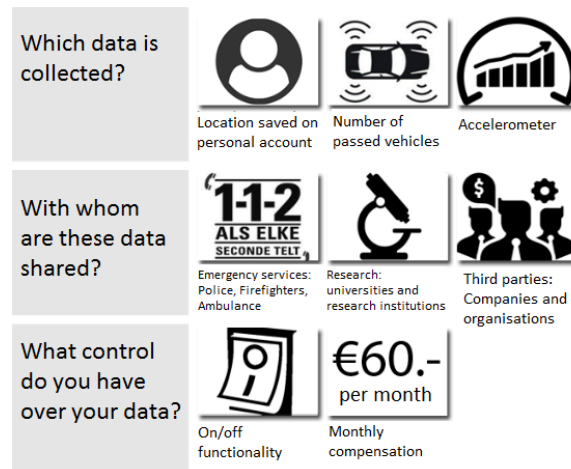 Which data is
collected?
Location saved on
personal account
Number of
passed vehicles
Accelerometer
With whom
are these data
shared?
1-1-2
ALS ELKE
SECONDE TELT
Emergency services:
Police, Firefighters,
Ambulance
Research:
universities and
research institutions
$
Third parties:
Companies and
organisations
What control
do you have
over your data?
On/off
functionality
€60.-
per month
Monthly
compensation